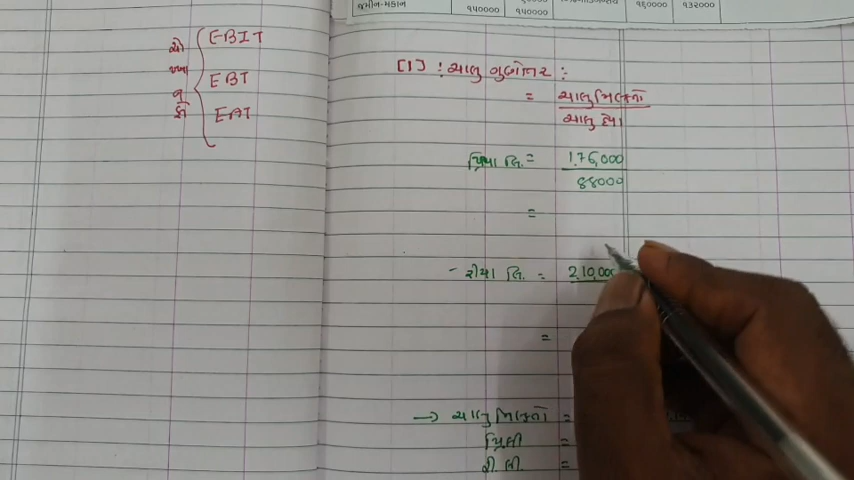 જમીન-મકાન ૧૫૦૦૦૦ ૧૫૦૦૦૦ ૧૬૦૦૦૦ ૧૩૨૦૦૦
EBIT
EBT
EAT
[1] : ચાલુ ગુણોત્તર :
= ચાલુ મિલકતો
ચાલુ દેવા
પ્રિયા લિ. = 1,76,000
88000
=
- રીયા લિ. = 2,10,000
=
→ ચાલુ મિલકતો =
પ્રિ.લી =
રી. લી. =